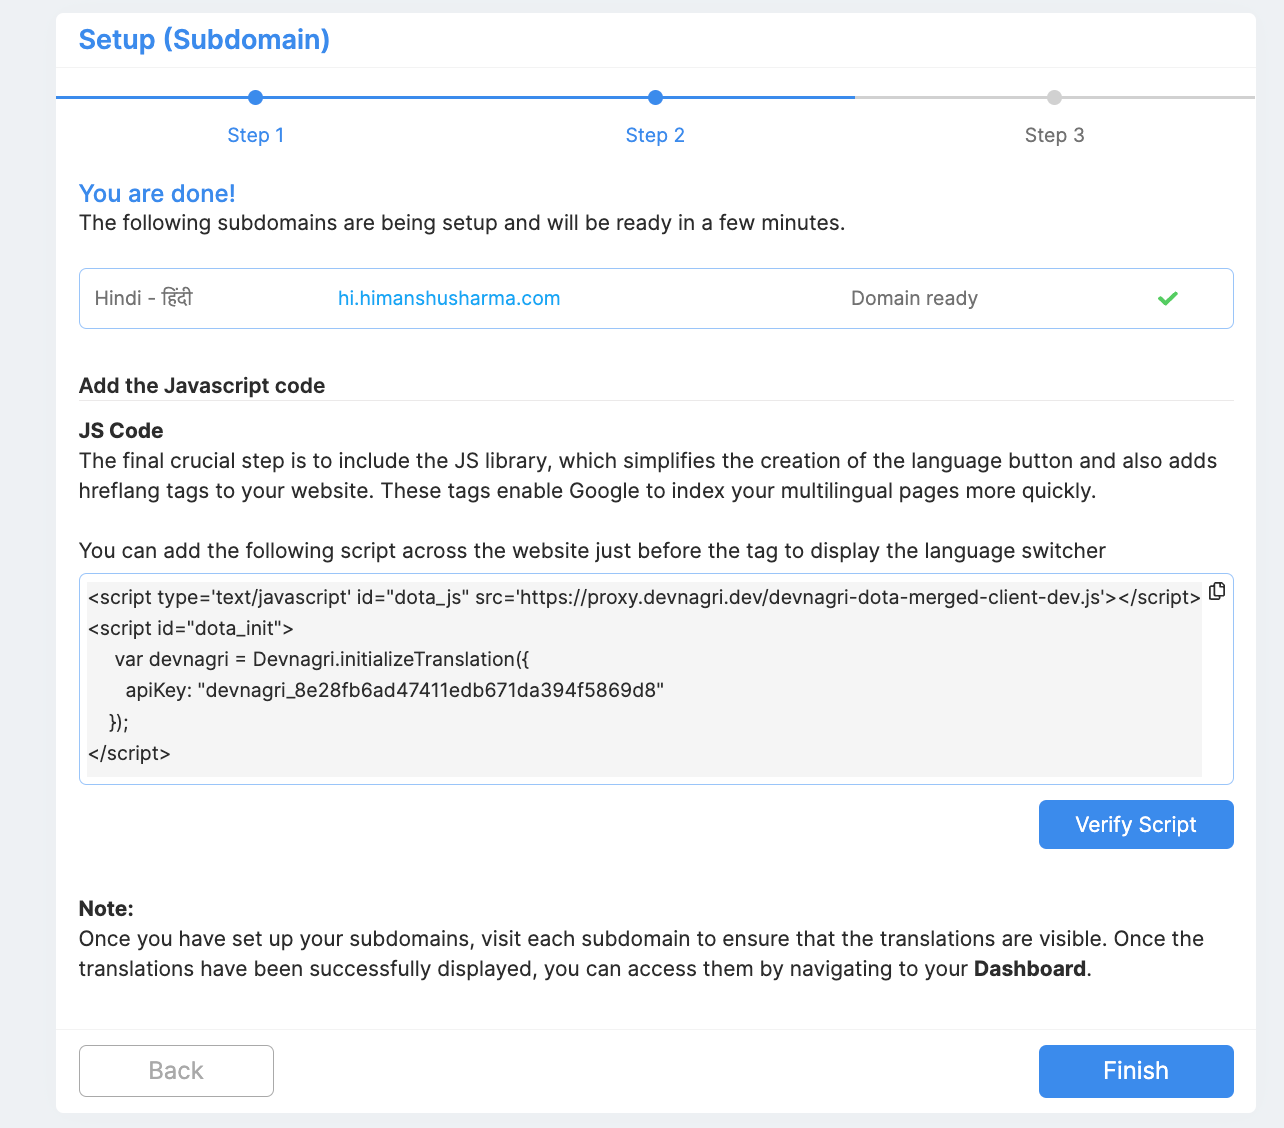 Setup (Subdomain)
Step 1
Step 2
Step 3
You are done!
The following subdomains are being setup and will be ready in a few minutes.
Hindi - हिंदी hi.himanshusharma.com Domain ready
Add the Javascript code
JS Code
The final crucial step is to include the JS library, which simplifies the creation of the language button and also adds
hreflang tags to your website. These tags enable Google to index your multilingual pages more quickly.
You can add the following script across the website just before the tag to display the language switcher
<script type='text/javascript' id="dota_js" src='https://proxy.devnagri.dev/devnagri-dota-merged-client-dev.js'></script>
<script id="dota_init">
var devnagri = Devnagri.initializeTranslation({
apiKey: "devnagri_8e28fb6ad47411edb671da394f5869d8"
});
</script>
Verify Script
Note:
Once you have set up your subdomains, visit each subdomain to ensure that the translations are visible. Once the
translations have been successfully displayed, you can access them by navigating to your Dashboard.
Back
Finish